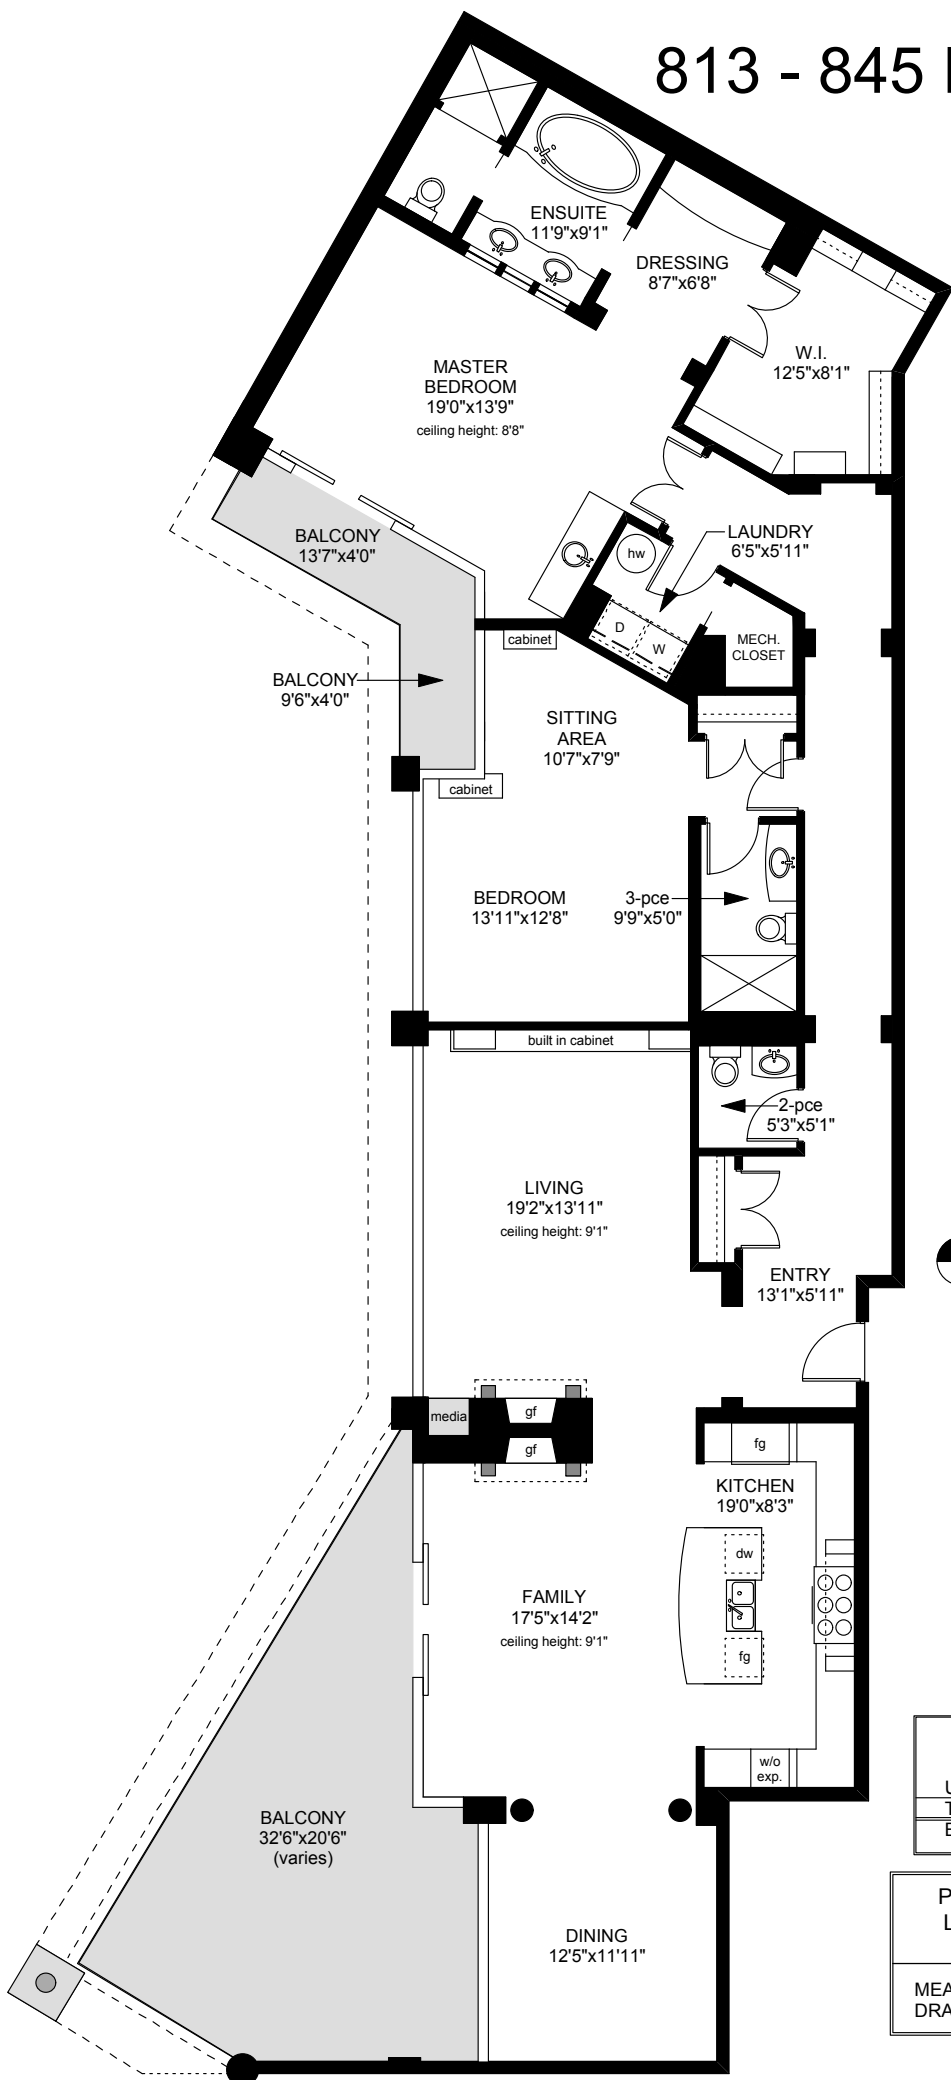 813 - 845
ENSUITE
11'9"x9'1"
DRESSING
8'7"x6'8"
W.I.
12'5"x8'1"
MASTER
BEDROOM
19'0"x13'9"
ceiling height: 8'8"
BALCONY
13'7"x4'0"
hw
LAUNDRY
6'5"x5'11"
D
W
MECH.
CLOSET
cabinet
BALCONY
9'6"x4'0"
SITTING
AREA
10'7"x7'9"
cabinet
BEDROOM
13'11"x12'8"
3-pce
9'9"x5'0"
built in cabinet
2-pce
5'3"x5'1"
LIVING
19'2"x13'11"
ceiling height: 9'1"
ENTRY
13'1"x5'11"
media
gf
gf
fg
KITCHEN
19'0"x8'3"
dw
FAMILY
17'5"x14'2"
ceiling height: 9'1"
fg
w/o
exp.
BALCONY
32'6"x20'6"
(varies)
DINING
12'5"x11'11"